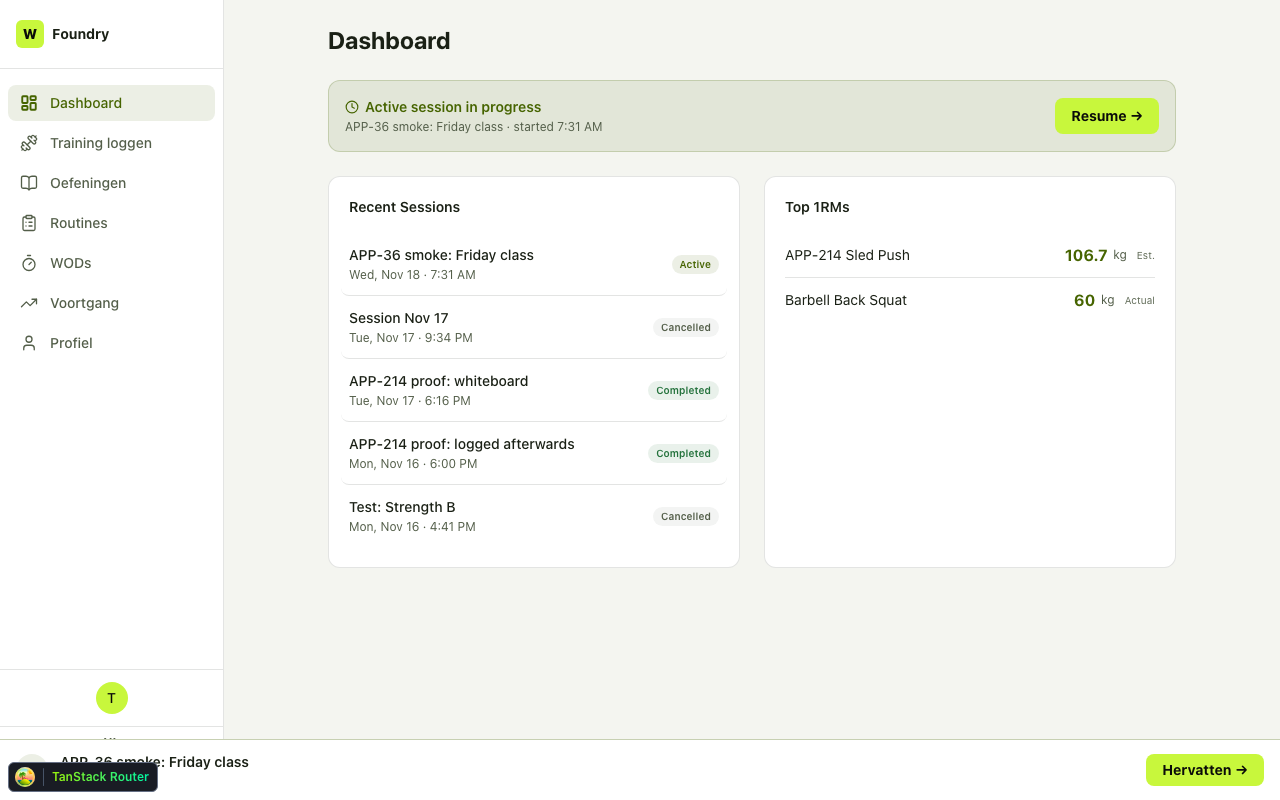 W Foundry
Dashboard
Training loggen
Oefeningen
Routines
WODs
Voortgang
Profiel
T
Dashboard
Active session in progress
APP-36 smoke: Friday class · started 7:31 AM
Resume →
Recent Sessions
APP-36 smoke: Friday class
Wed, Nov 18 · 7:31 AM
Active
Session Nov 17
Tue, Nov 17 · 9:34 PM
Cancelled
APP-214 proof: whiteboard
Tue, Nov 17 · 6:16 PM
Completed
APP-214 proof: logged afterwards
Mon, Nov 16 · 6:00 PM
Completed
Test: Strength B
Mon, Nov 16 · 4:41 PM
Cancelled
Top 1RMs
APP-214 Sled Push
106.7 kg Est.
Barbell Back Squat
60 kg Actual
APP-36 smoke: Friday class
TanStack Router
Hervatten →